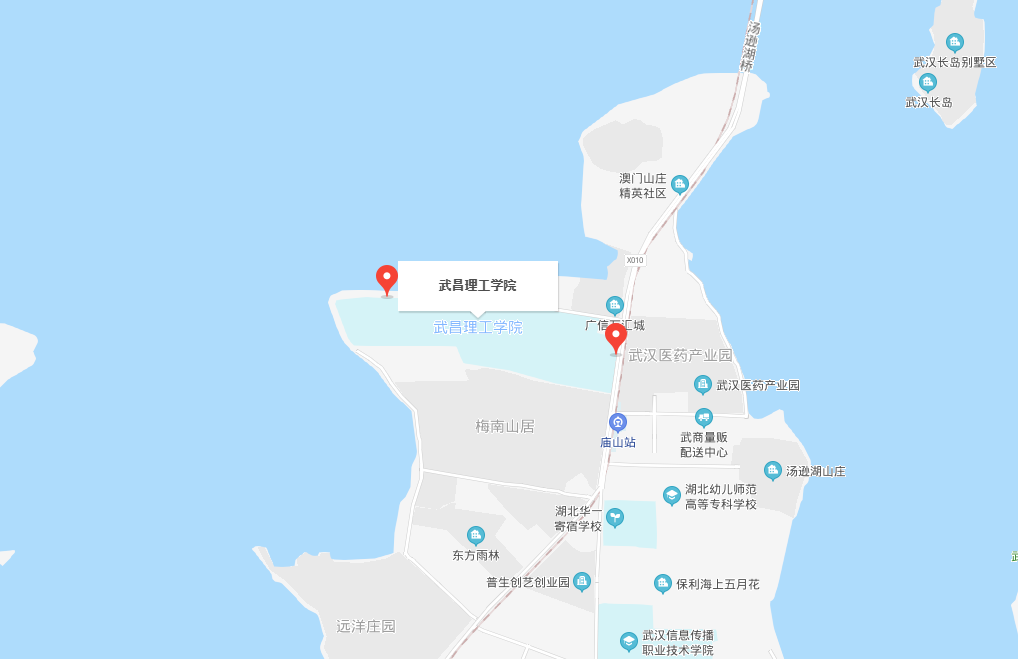 汤逊湖桥
武汉长岛别墅区
武汉长岛
澳门山庄
精英社区
X010
武昌理工学院
武昌理工学院
广信万汇城
武汉医药产业园
武汉医药产业园
梅南山居
武商量贩
配送中心
庙山站
汤逊湖山庄
湖北幼儿师范
高等专科学校
湖北华一
寄宿学校
东方雨林
普生创艺创业园
保利海上五月花
远洋庄园
武汉信息传播
职业技术学院